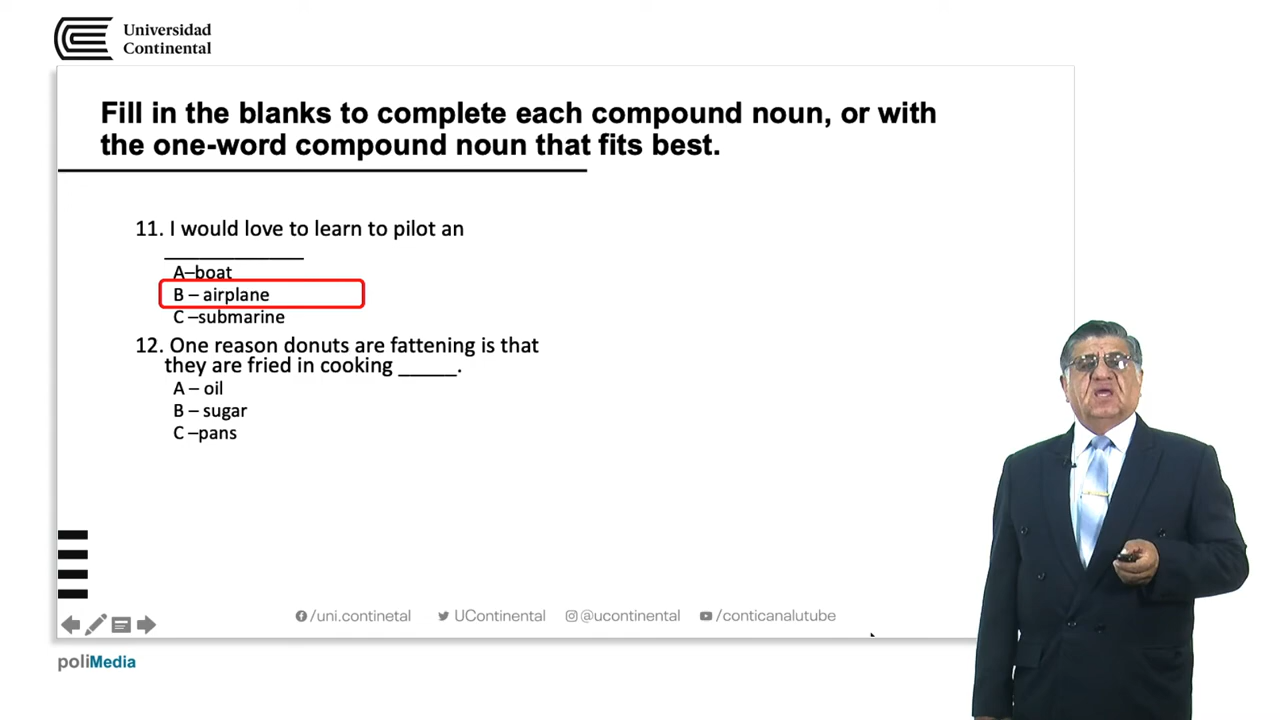 Universidad
Continental
Fill in the blanks to complete each compound noun, or with
the one-word compound noun that fits best.
11. I would love to learn to pilot an
_____________
A–boat
B – airplane
C –submarine
12. One reason donuts are fattening is that
they are fried in cooking _____.
A – oil
B – sugar
C –pans
/uni.continetal UContinental @ucontinental /conticanalutube
poliMedia